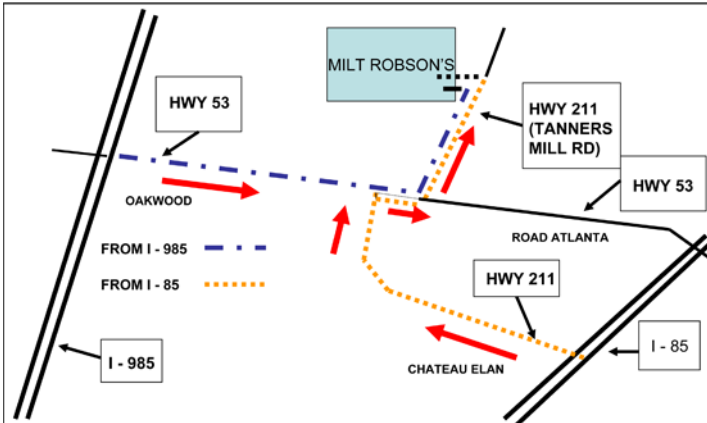 MILT ROBSON'S
HWY 53
HWY 211
(TANNERS
MILL RD)
HWY 53
OAKWOOD
ROAD ATLANTA
FROM I - 985
FROM I - 85
HWY 211
I - 985
I - 85
CHATEAU ELAN